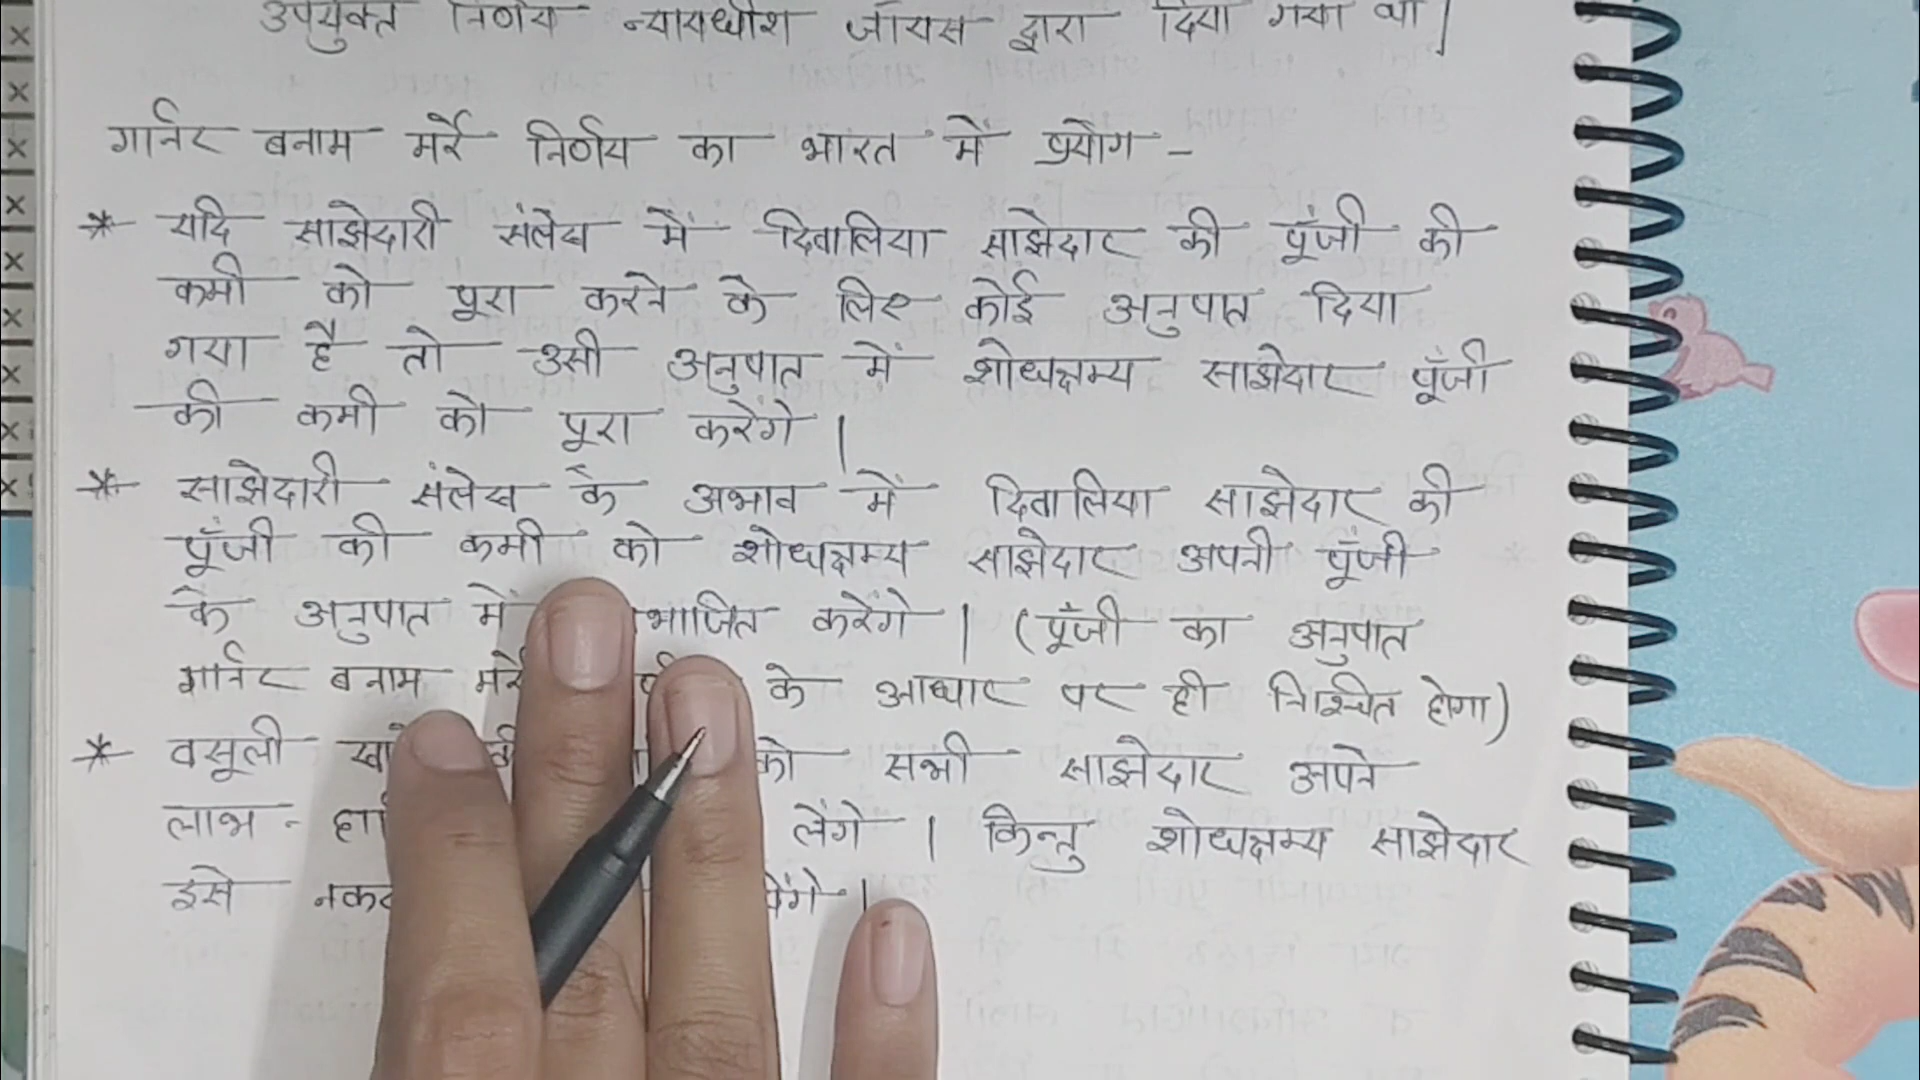 उपर्युक्त निर्णय न्यायधीश जॉयस द्वारा दिया गया था |
गार्नर बनाम मर्रे निर्णय का भारत में प्रयोग -
* यदि साझेदारी संलेख में दिवालिया साझेदार की पूँजी की
कमी को पूरा करने के लिए कोई अनुपात दिया
गया है तो उसी अनुपात में शोधक्षम्य साझेदार पूँजी
की कमी को पूरा करेंगे |
* साझेदारी संलेख के अभाव में दिवालिया साझेदार की
पूँजी की कमी को शोधक्षम्य साझेदार अपनी पूँजी
के अनुपात में करेंगे | (पूँजी का अनुपात
गार्नर बनाम के आधार पर ही निश्चित होगा)
* वसूली को सभी साझेदार अपने
लाभ - लेंगे | किन्तु शोधक्षम्य साझेदार
इसे